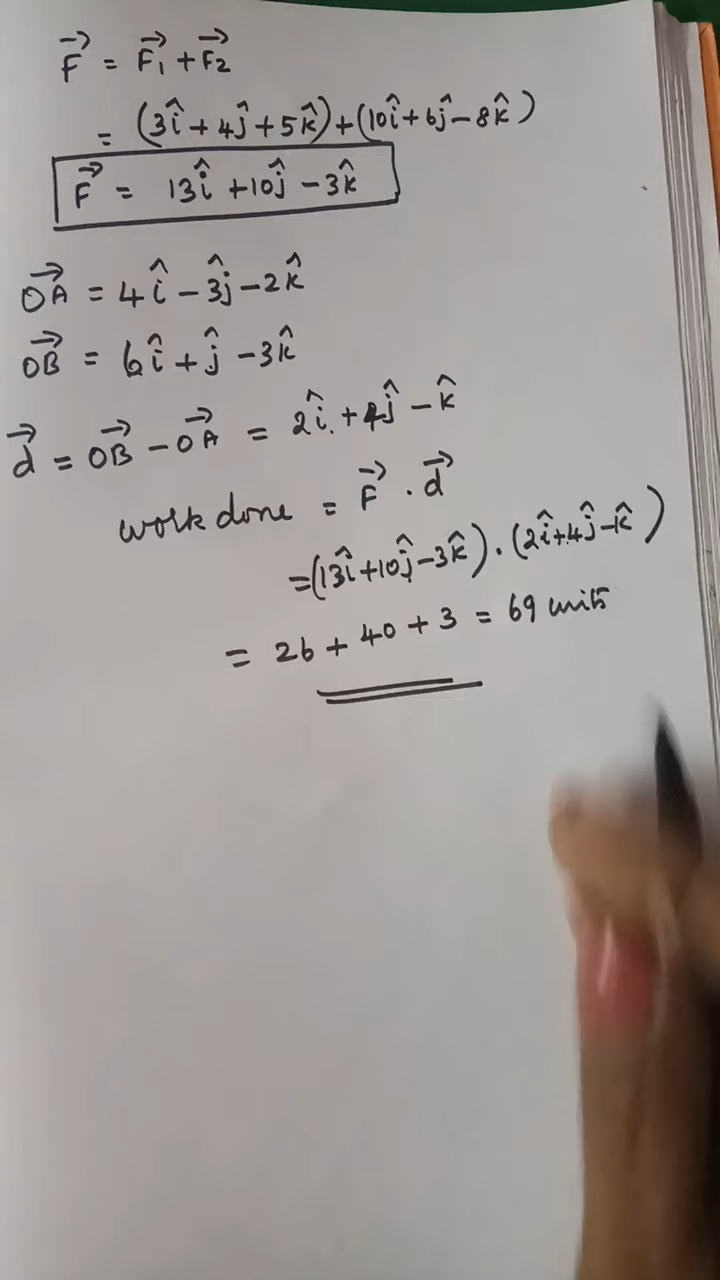 F⃗ = F⃗₁ + F⃗₂
= (3î + 4ĵ + 5k̂) + (10î + 6ĵ - 8k̂)
F⃗ = 13î + 10ĵ - 3k̂
OA⃗ = 4î - 3ĵ - 2k̂
OB⃗ = 6î + ĵ - 3k̂
d⃗ = OB⃗ - OA⃗ = 2î + 4ĵ - k̂
work done = F⃗ . d⃗
= (13î + 10ĵ - 3k̂) . (2î + 4ĵ - k̂)
= 26 + 40 + 3 = 69 units